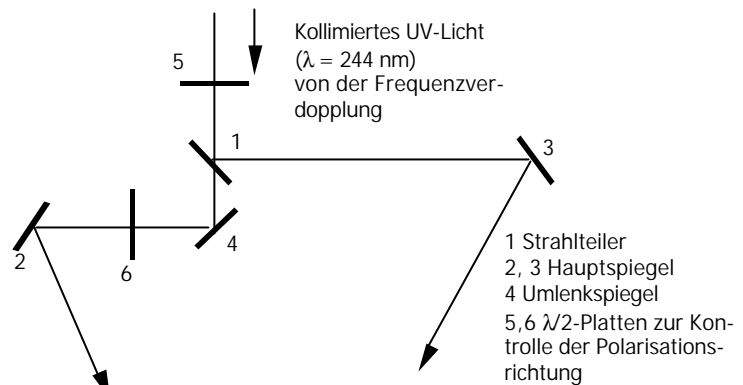 Kollimiertes UV-Licht
(λ = 244 nm)
von der Frequenzver-
dopplung
5
1
3
2
6
4
1 Strahlteiler
2, 3 Hauptspiegel
4 Umlenkspiegel
5,6 λ/2-Platten zur Kon-
trolle der Polarisations-
richtung